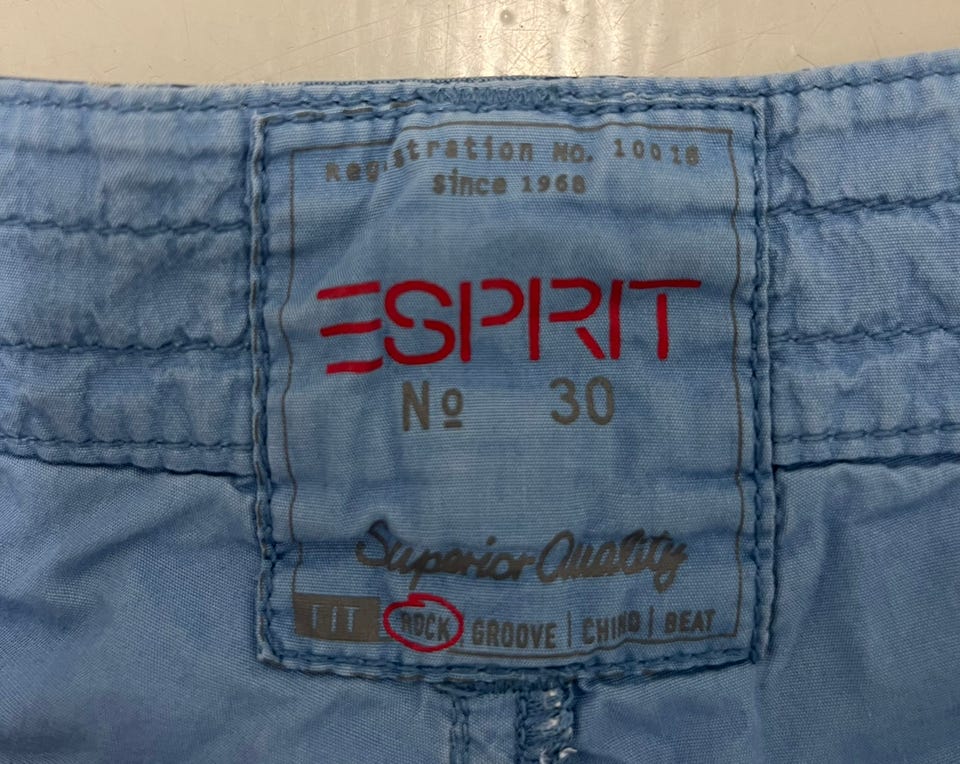 Registration No. 10018
since 1968
ESPRIT
Nº 30
Superior Quality
FIT ROCK | GROOVE | CHINO | BEAT